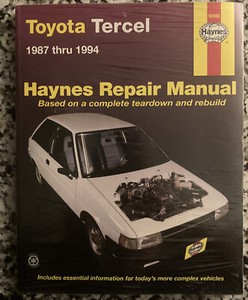 Toyota Tercel
1987 thru 1994
Haynes
Haynes Repair Manual
Based on a complete teardown and rebuild
Includes essential information for today's more complex vehicles